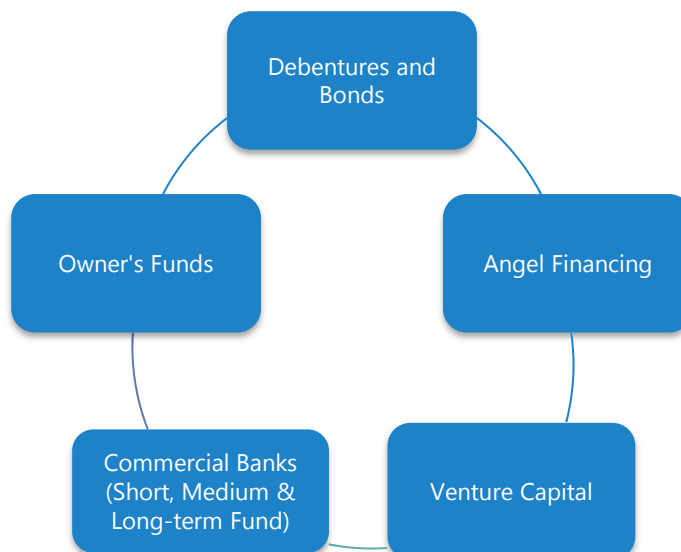 Debentures and
Bonds
Owner's Funds
Angel Financing
Commercial Banks
(Short, Medium &
Long-term Fund)
Venture Capital